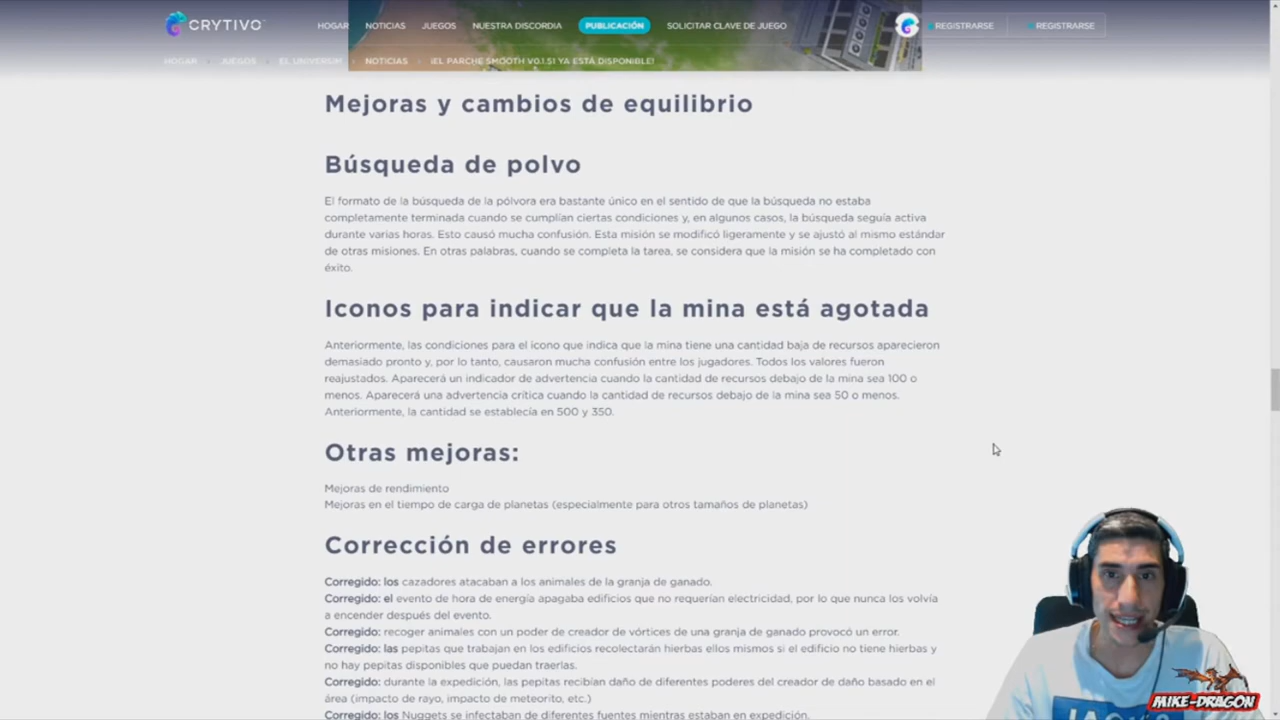 CRYTIVO
HOGAR NOTICIAS JUEGOS NUESTRA DISCORDIA PUBLICACIÓN SOLICITAR CLAVE DE JUEGO REGISTRARSE REGISTRARSE
HOGAR JUEGOS EL UNIVERSIM NOTICIAS ¡EL PARCHE SMOOTH V0.1.51 YA ESTÁ DISPONIBLE!
Mejoras y cambios de equilibrio
Búsqueda de polvo
El formato de la búsqueda de la pólvora era bastante único en el sentido de que la búsqueda no estaba
completamente terminada cuando se cumplían ciertas condiciones y, en algunos casos, la búsqueda seguía activa
durante varias horas. Esto causó mucha confusión. Esta misión se modificó ligeramente y se ajustó al mismo estándar
de otras misiones. En otras palabras, cuando se completa la tarea, se considera que la misión se ha completado con
éxito.
Iconos para indicar que la mina está agotada
Anteriormente, las condiciones para el ícono que indica que la mina tiene una cantidad baja de recursos aparecieron
demasiado pronto y, por lo tanto, causaron mucha confusión entre los jugadores. Todos los valores fueron
reajustados. Aparecerá un indicador de advertencia cuando la cantidad de recursos debajo de la mina sea 100 o
menos. Aparecerá una advertencia crítica cuando la cantidad de recursos debajo de la mina sea 50 o menos.
Anteriormente, la cantidad se establecía en 500 y 350.
Otras mejoras:
Mejoras de rendimiento
Mejoras en el tiempo de carga de planetas (especialmente para otros tamaños de planetas)
Corrección de errores
Corregido: los cazadores atacaban a los animales de la granja de ganado.
Corregido: el evento de hora de energía apagaba edificios que no requerían electricidad, por lo que nunca los volvía
a encender después del evento.
Corregido: recoger animales con un poder de creador de vórtices de una granja de ganado provocó un error.
Corregido: las pepitas que trabajan en los edificios recolectarán hierbas ellos mismos si el edificio no tiene hierbas y
no hay pepitas disponibles que puedan traerlas.
Corregido: durante la expedición, las pepitas recibían daño de diferentes poderes del creador de daño basado en el
área (impacto de rayo, impacto de meteorito, etc.)
Corregido: los Nuggets se infectaban de diferentes fuentes mientras estaban en expedición.
MIKE-DRAGON